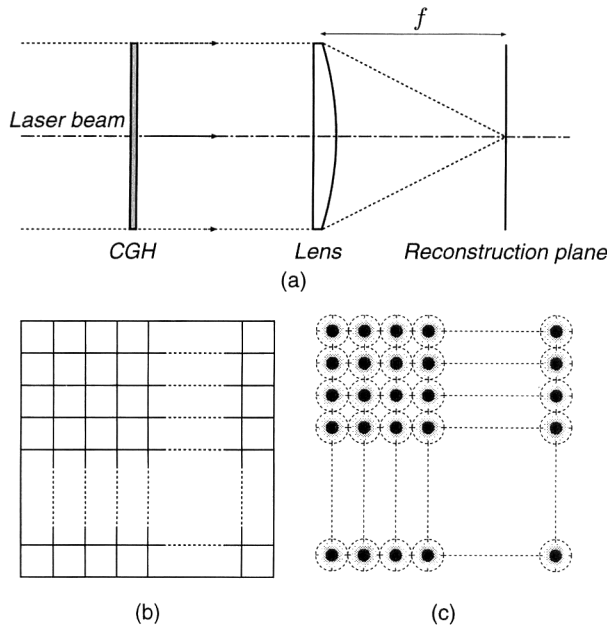 f
Laser beam
CGH
Lens
Reconstruction plane
(a)
(b)
(c)